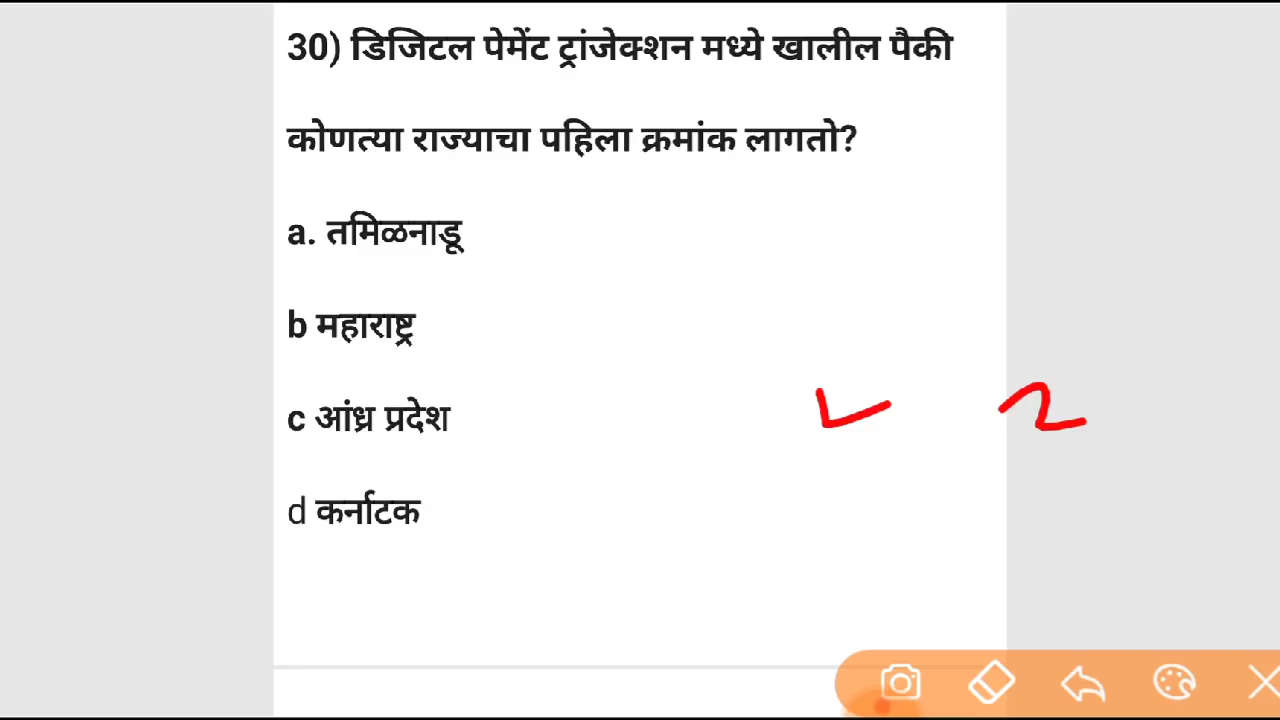 30) डिजिटल पेमेंट ट्रांजेक्शन मध्ये खालील पैकी
कोणत्या राज्याचा पहिला क्रमांक लागतो?
a. तमिळनाडू
b महाराष्ट्र
c आंध्र प्रदेश
d कर्नाटक